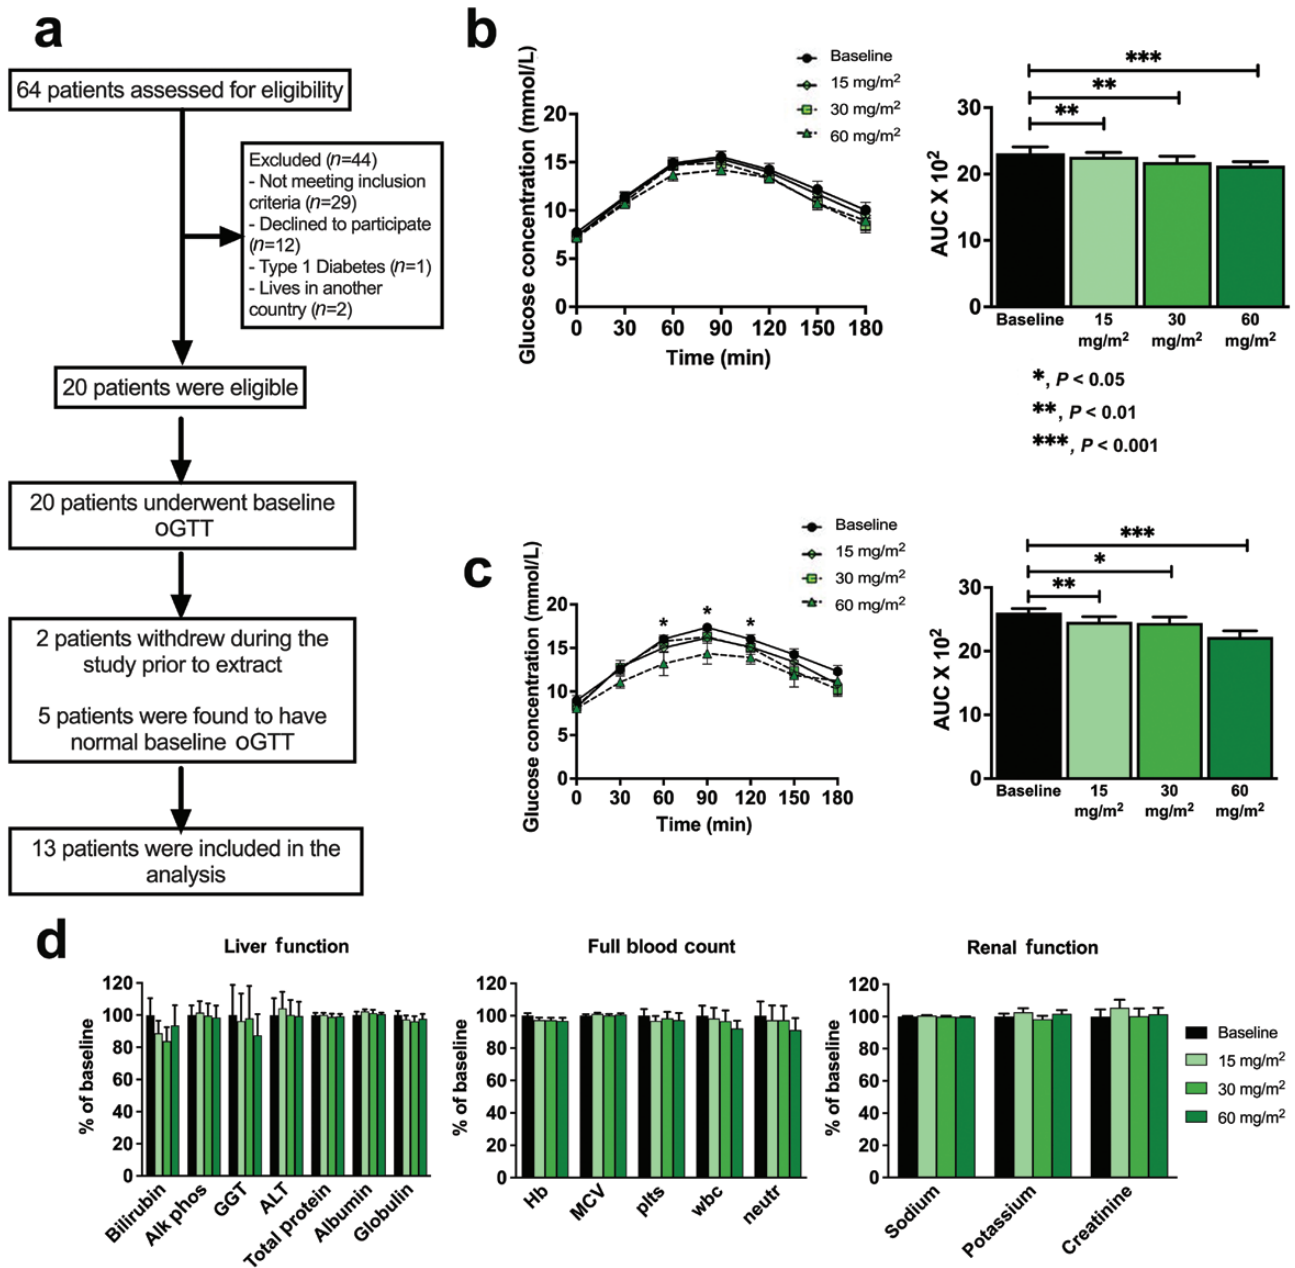 a
64 patients assessed for eligibility
Excluded (n=44)
- Not meeting inclusion
criteria (n=29)
- Declined to participate
(n=12)
- Type 1 Diabetes (n=1)
- Lives in another
country (n=2)
20 patients were eligible
20 patients underwent baseline
oGTT
2 patients withdrew during the
study prior to extract
5 patients were found to have
normal baseline oGTT
13 patients were included in the
analysis
b
Glucose concentration (mmol/L)
20
15
10
5
0
0 30 60 90 120 150 180
Time (min)
Baseline
15 mg/m²
30 mg/m²
60 mg/m²
AUC X 10²
30
20
10
0
***
**
**
Baseline 15 30 60
mg/m² mg/m² mg/m²
*, P < 0.05
**, P < 0.01
***, P < 0.001
c
Glucose concentration (mmol/L)
20
15
10
5
0
* * *
0 30 60 90 120 150 180
Time (min)
Baseline
15 mg/m²
30 mg/m²
60 mg/m²
AUC X 10²
30
20
10
0
***
*
**
Baseline 15 30 60
mg/m² mg/m² mg/m²
d
Liver function
% of baseline
120
100
80
60
40
20
0
Bilirubin
Alk phos
GGT
ALT
Total protein
Albumin
Globulin
Full blood count
% of baseline
120
100
80
60
40
20
0
Hb
MCV
plts
wbc
neutr
Renal function
% of baseline
120
100
80
60
40
20
0
Sodium
Potassium
Creatinine
Baseline
15 mg/m²
30 mg/m²
60 mg/m²